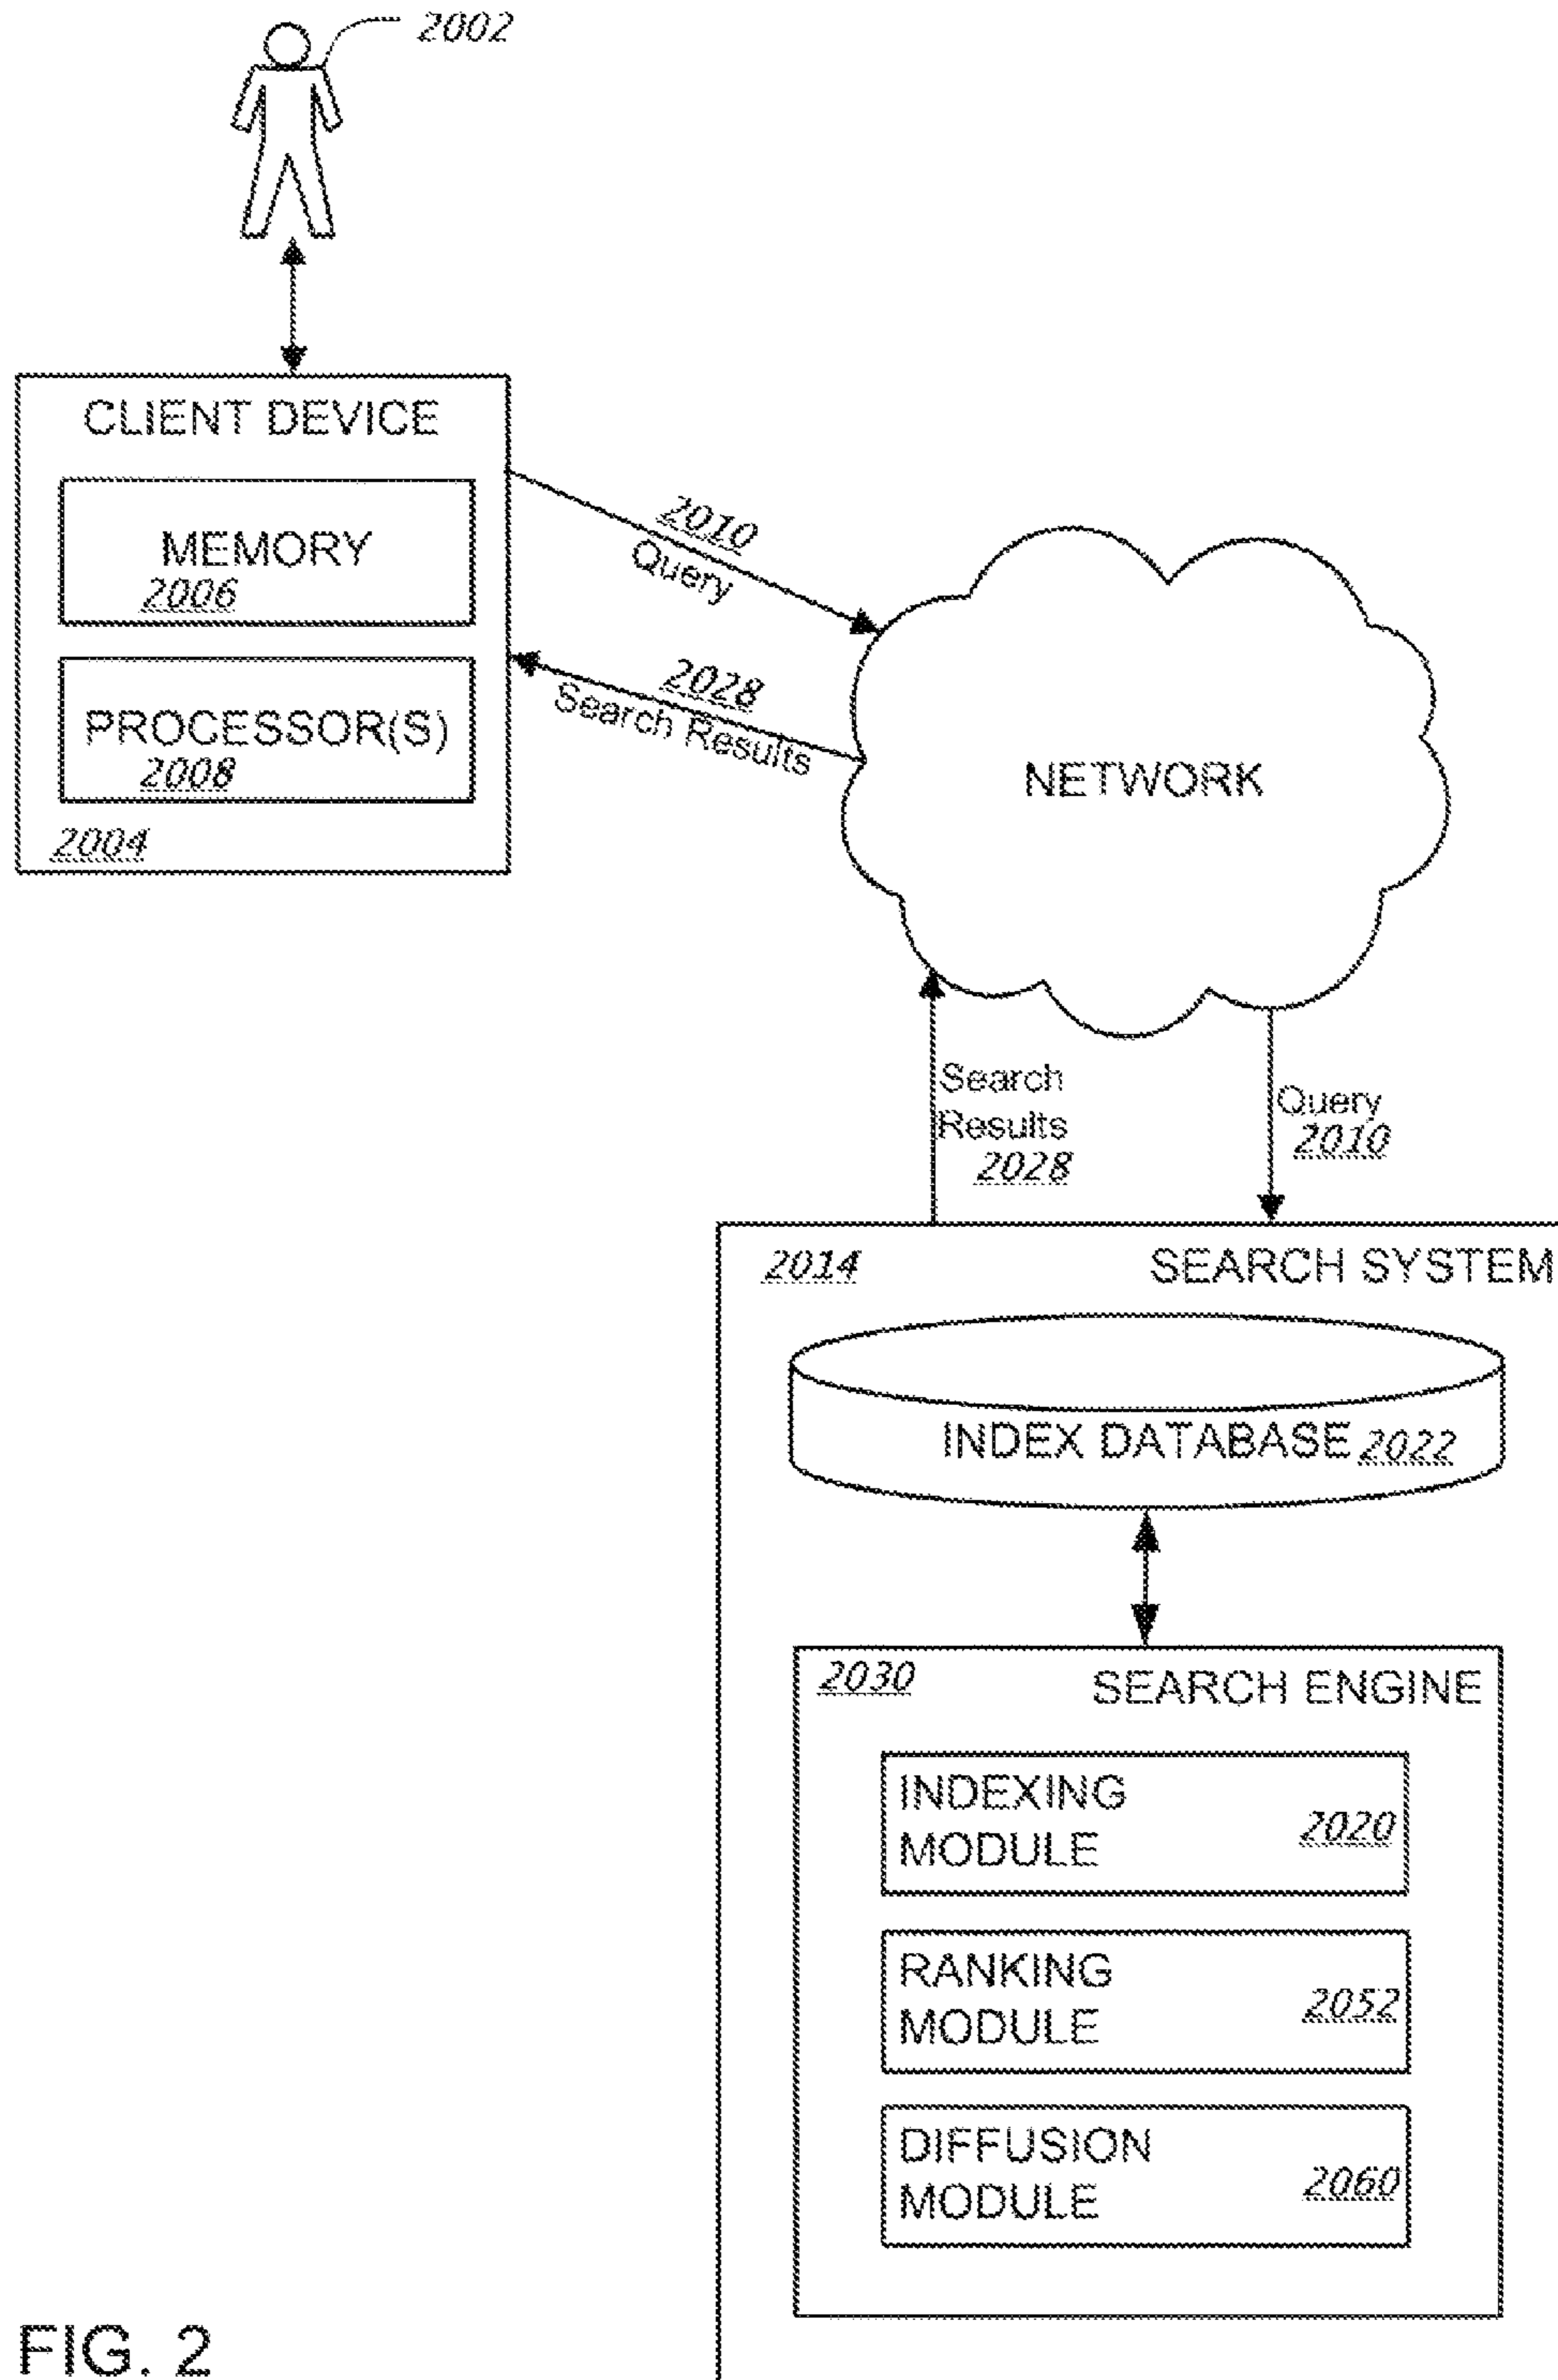 2002
CLIENT DEVICE
MEMORY
2006
PROCESSOR(S)
2008
2004
2010
Query
2028
Search Results
NETWORK
Search
Results
2028
Query
2010
2014
SEARCH SYSTEM
INDEX DATABASE 2022
2030
SEARCH ENGINE
INDEXING
MODULE
2020
RANKING
MODULE
2052
DIFFUSION
MODULE
2060
FIG. 2